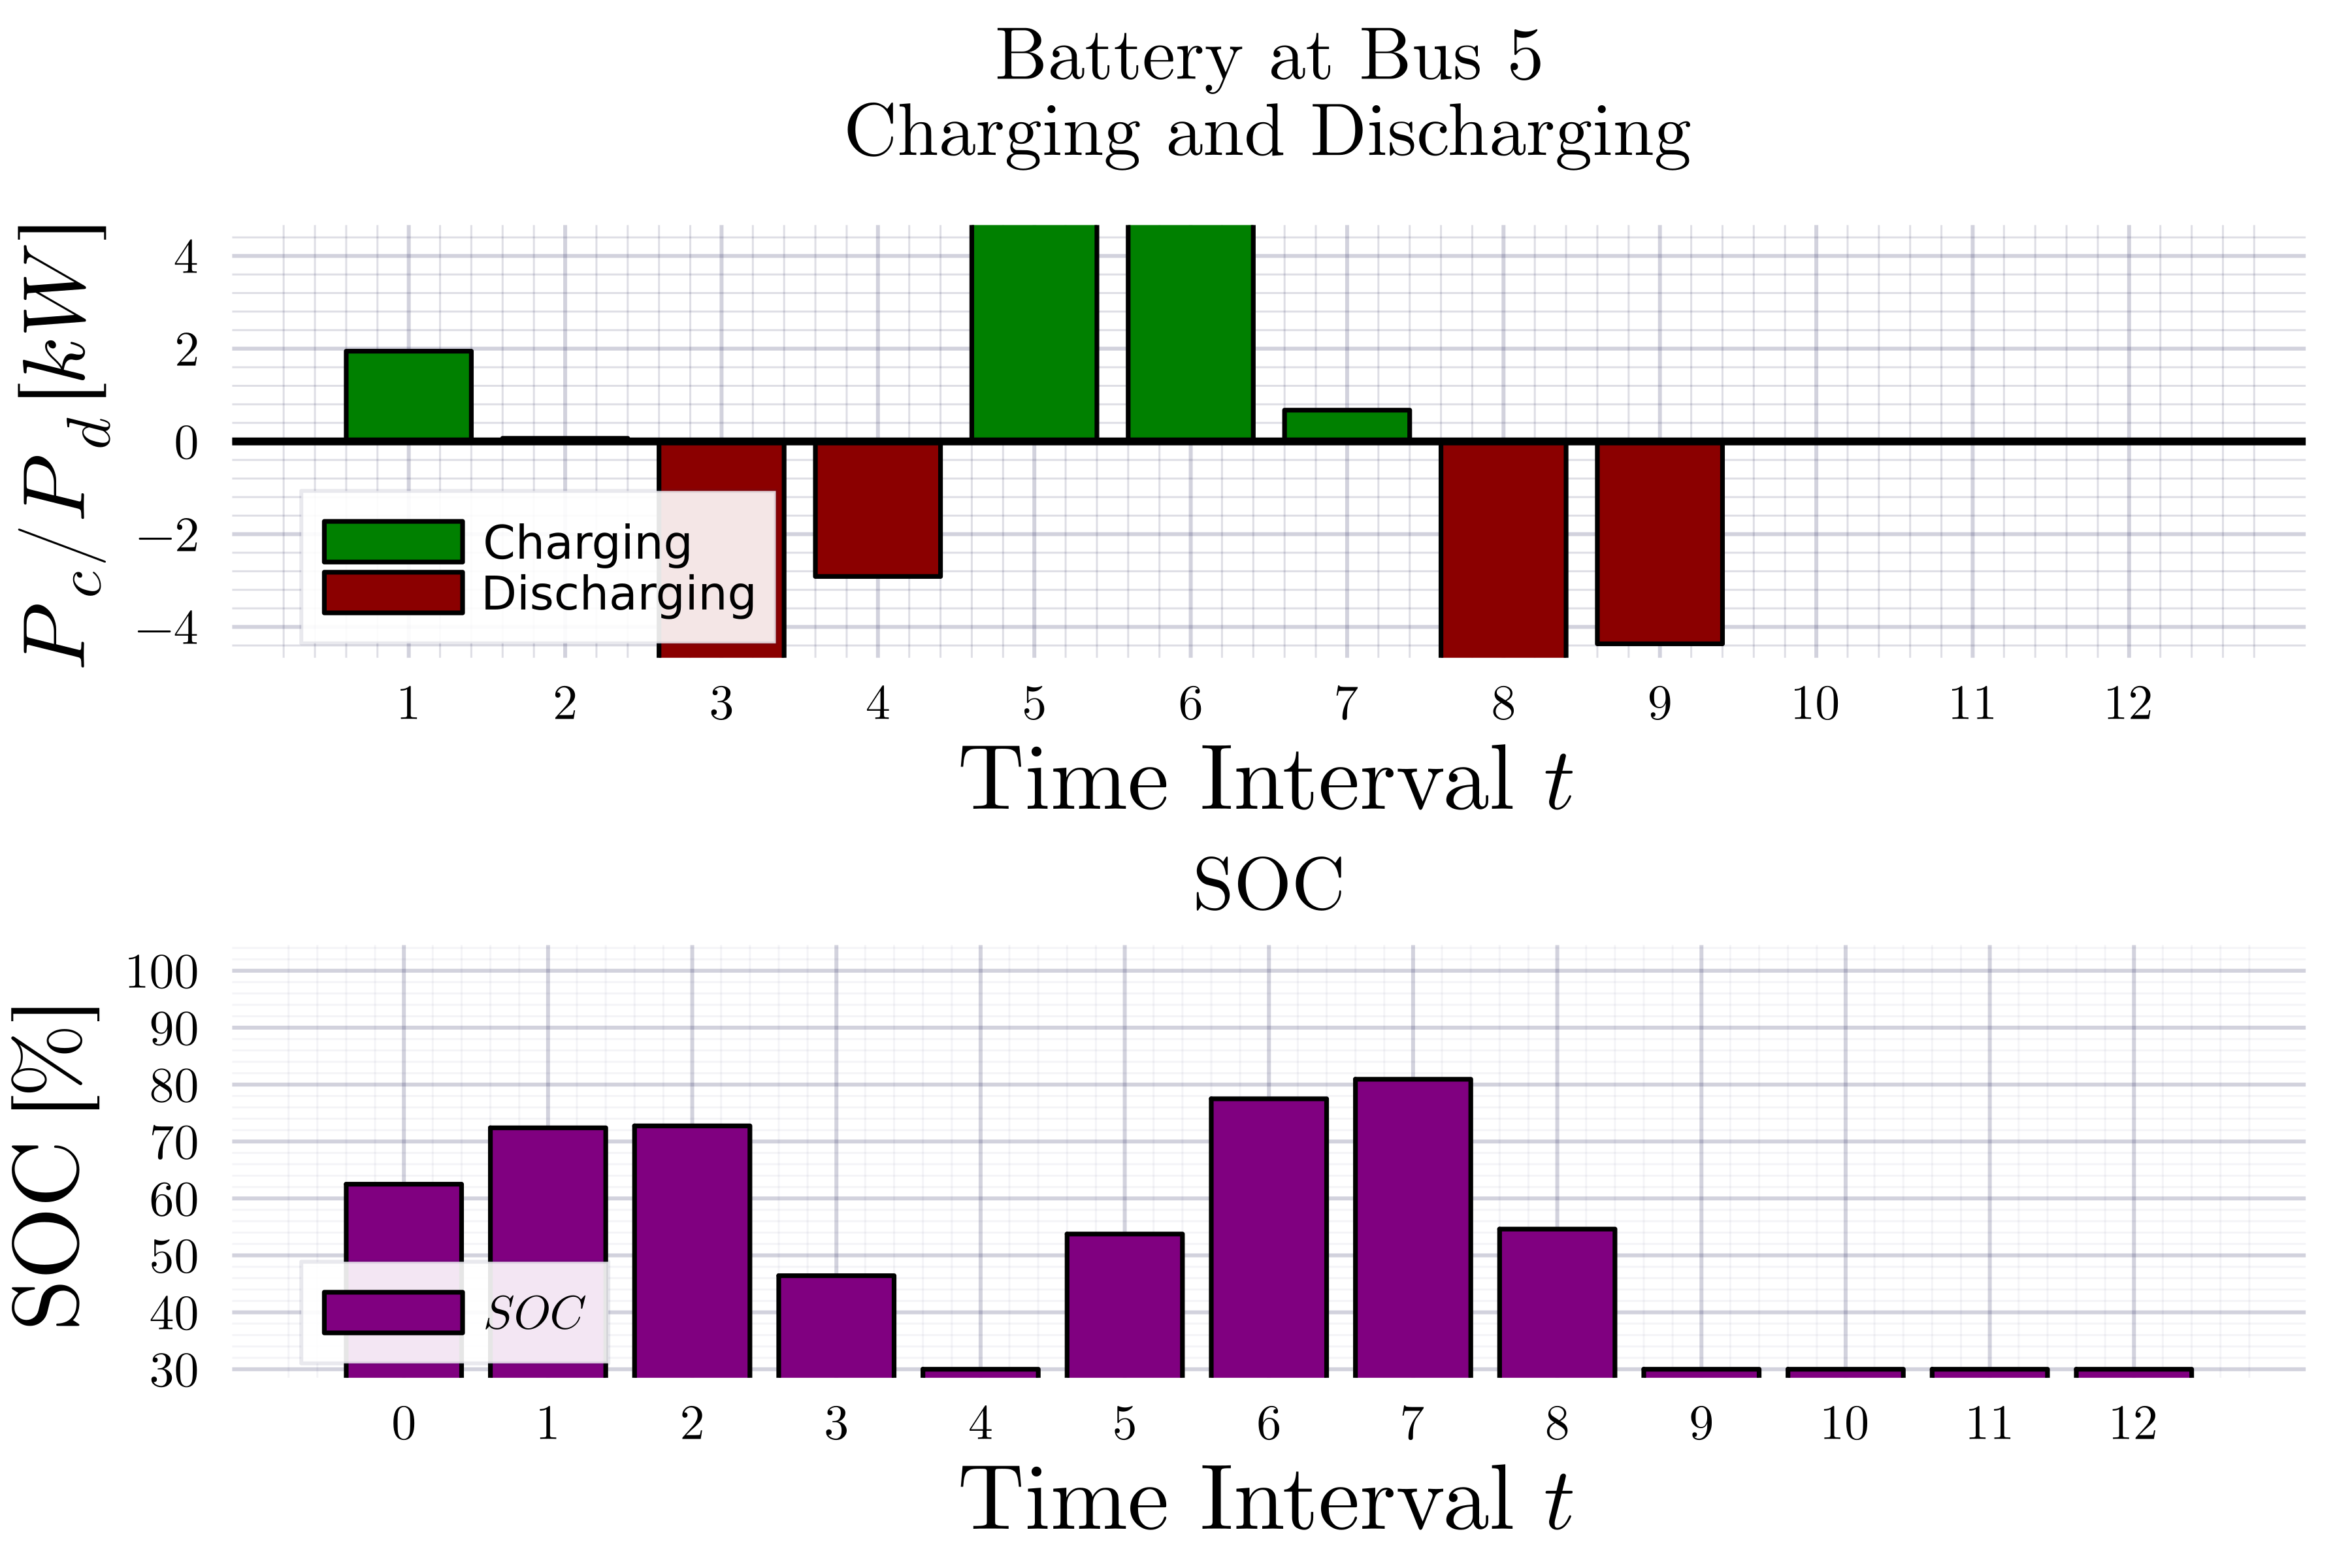 Battery at Bus 5
Charging and Discharging
P_c/P_d [kW]
4
2
0
−2
−4
Charging
Discharging
1 2 3 4 5 6 7 8 9 10 11 12
Time Interval t
SOC
SOC [%]
100
90
80
70
60
50
40
30
SOC
0 1 2 3 4 5 6 7 8 9 10 11 12
Time Interval t